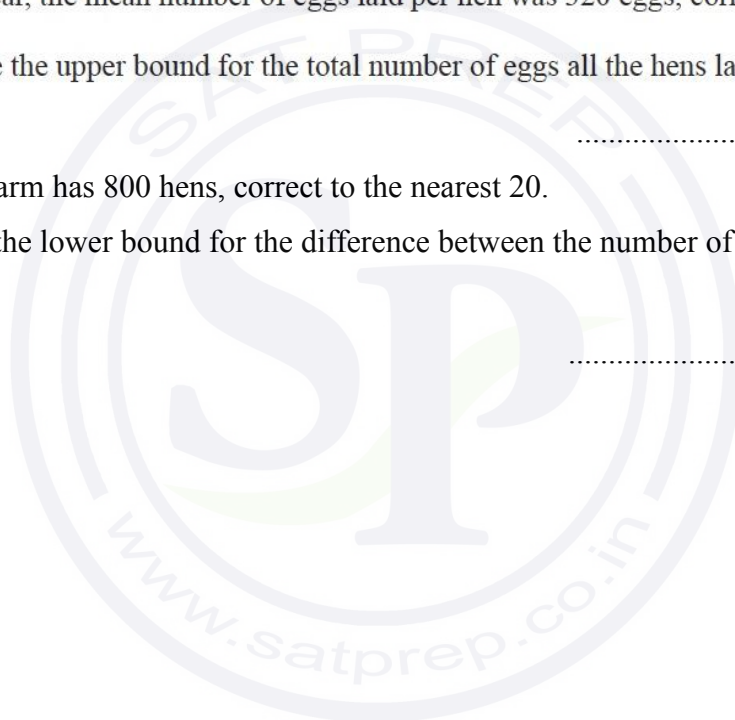 the mean number of eggs laid per hen was 320 eggs,
the upper bound for the total number of eggs all the hens la
....................
arm has 800 hens, correct to the nearest 20.
the lower bound for the difference between the number of
....................
SAT PREP
SP
www.satprep.co.in